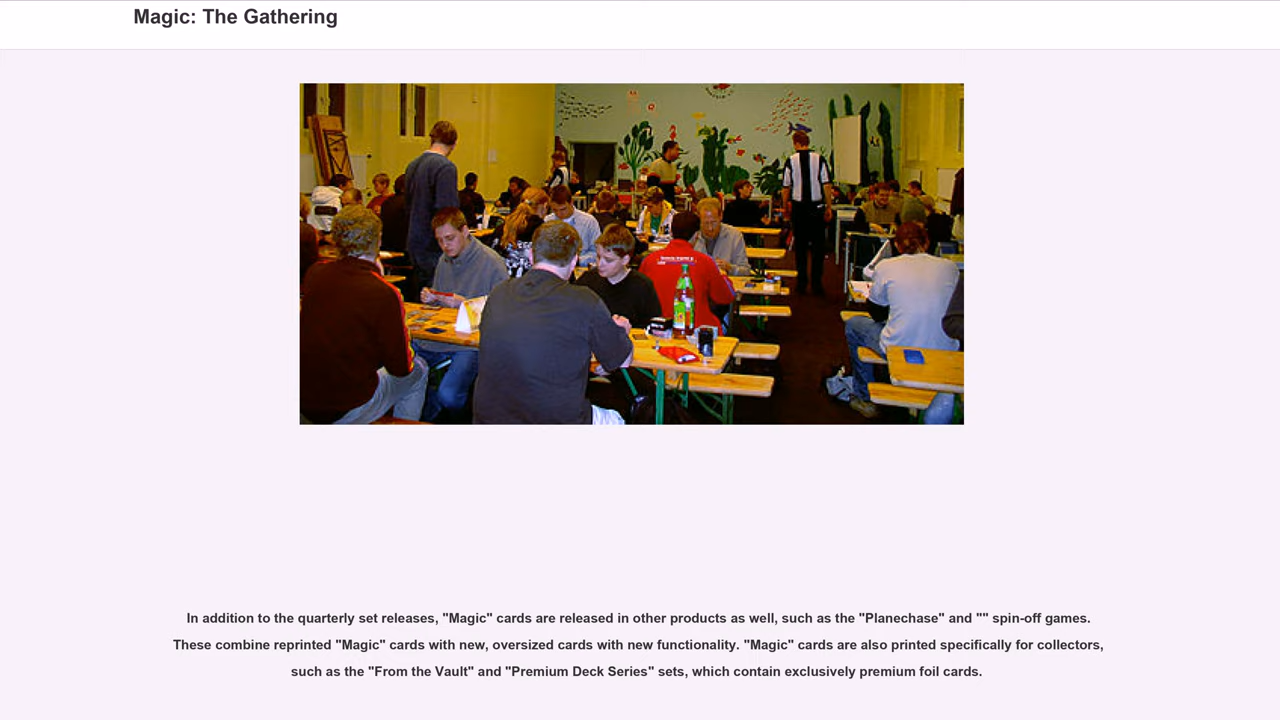 Magic: The Gathering
In addition to the quarterly set releases, "Magic" cards are released in other products as well, such as the "Planechase" and "" spin-off games.
These combine reprinted "Magic" cards with new, oversized cards with new functionality. "Magic" cards are also printed specifically for collectors,
such as the "From the Vault" and "Premium Deck Series" sets, which contain exclusively premium foil cards.